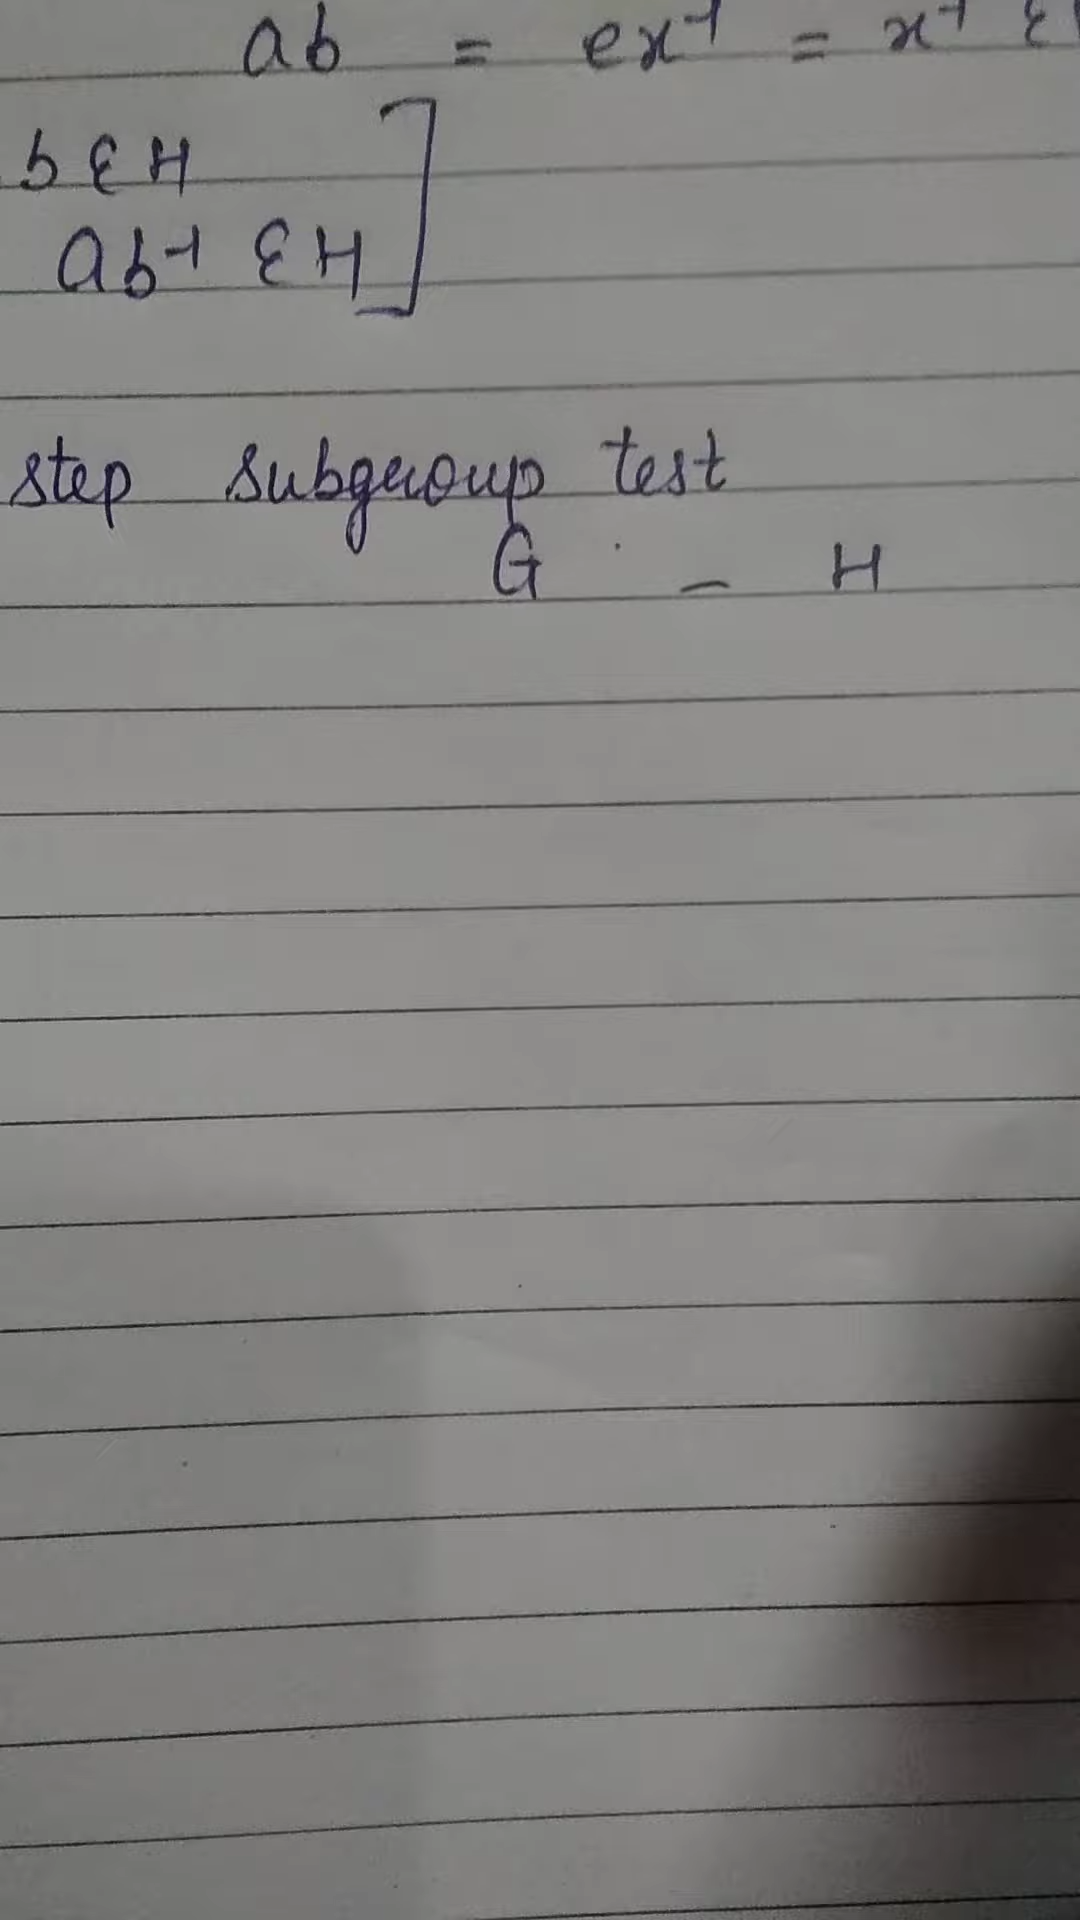 ab = ex⁻¹ = x⁻¹ ε
b ε H
ab⁻¹ ε H
step subgroup test
G - H